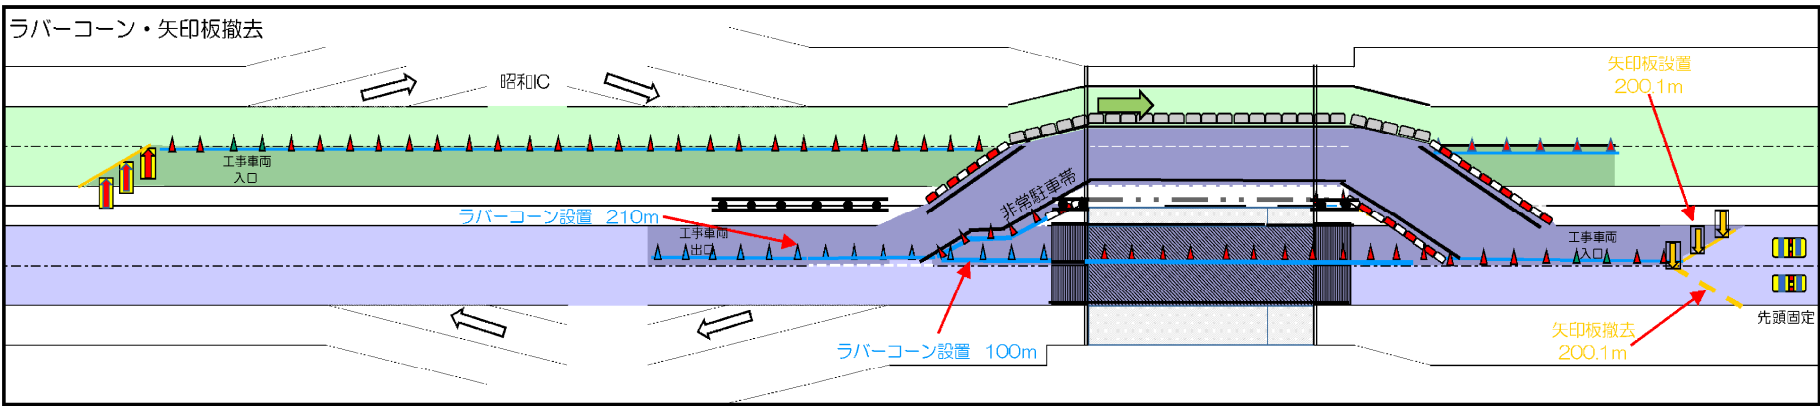 ラバーコーン・矢印板撤去
昭和IC
矢印板設置
200.1m
工事車両
入口
非常駐車帯
ラバーコーン設置 210m
工事車両
出口
工事車両
入口
先頭固定
矢印板撤去
200.1m
ラバーコーン設置 100m